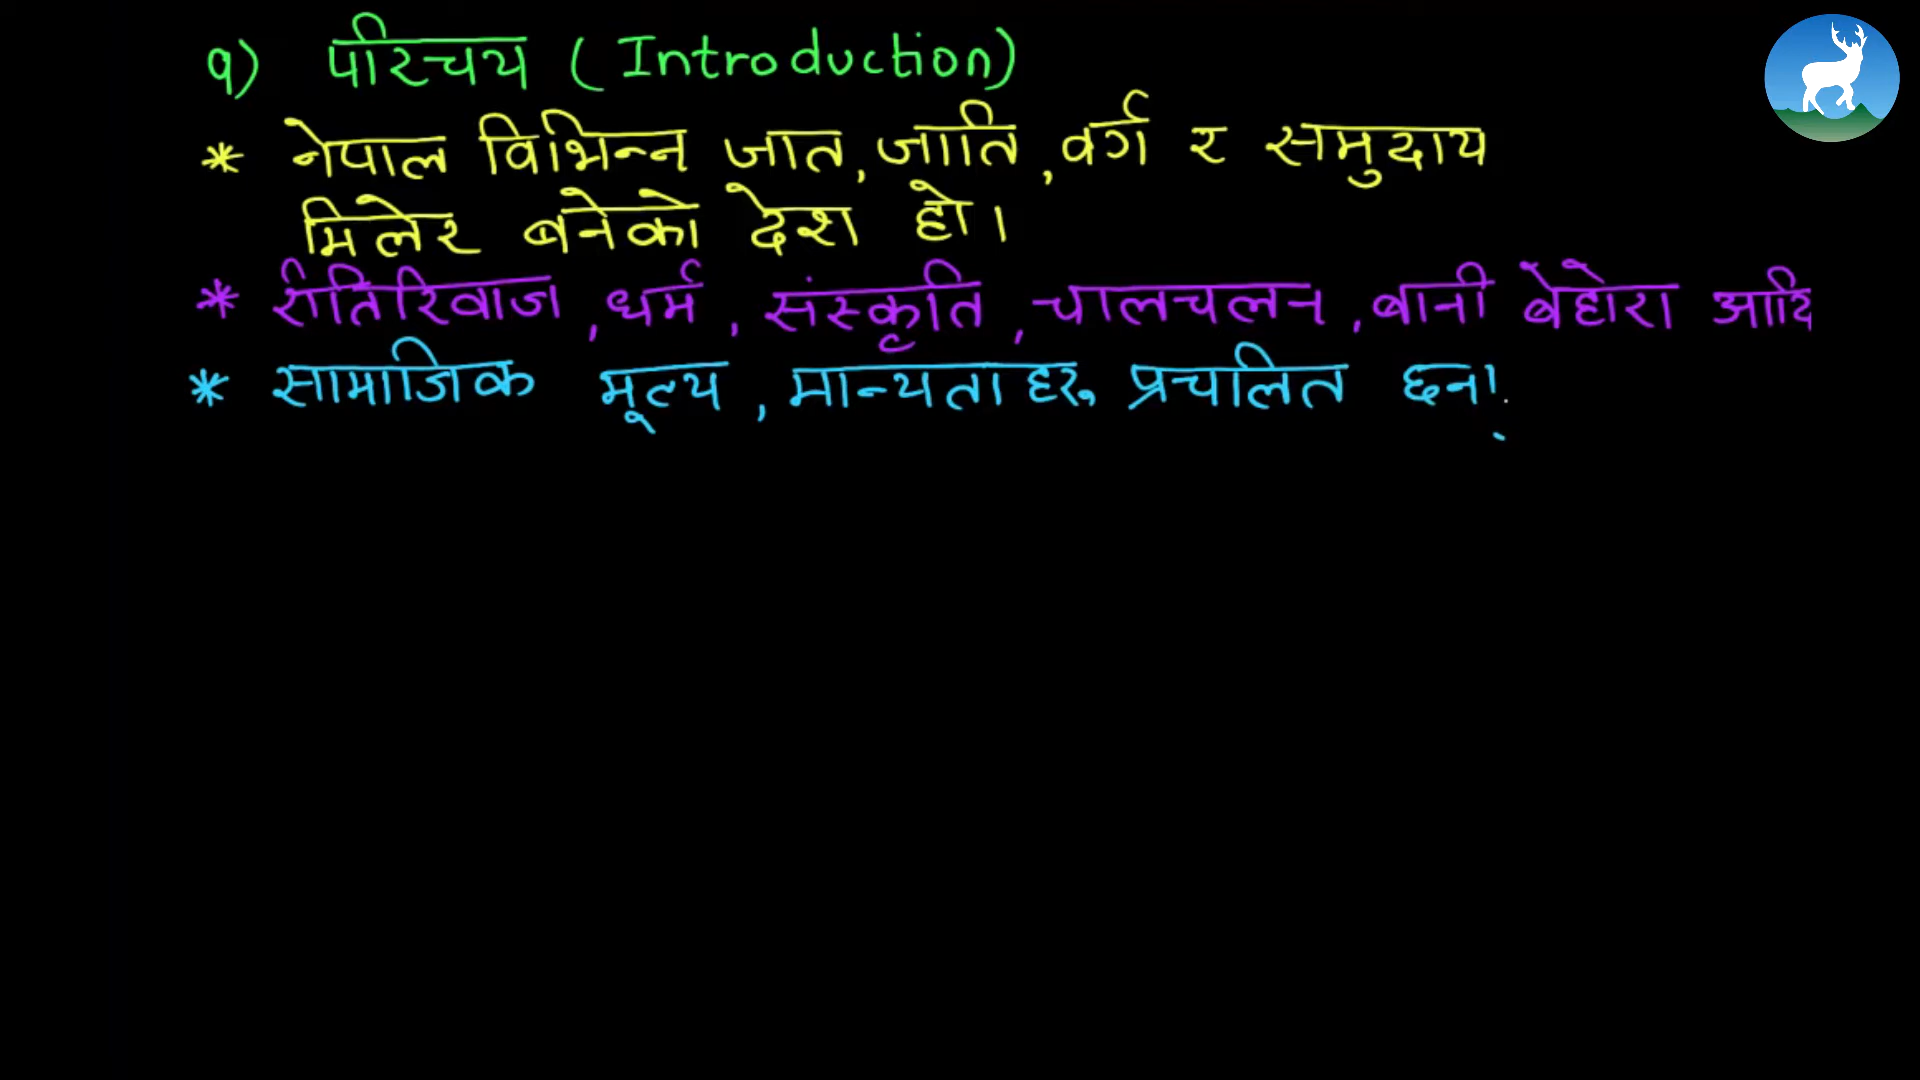 १) परिचय (Introduction)
* नेपाल विभिन्न जात, जाति, वर्ग र समुदाय
मिलेर बनेको देश हो।
* रीतिरिवाज, धर्म, संस्कृति, चालचलन, बानी बेहोरा आदि
* सामाजिक मूल्य, मान्यताहरू प्रचलित छन्।